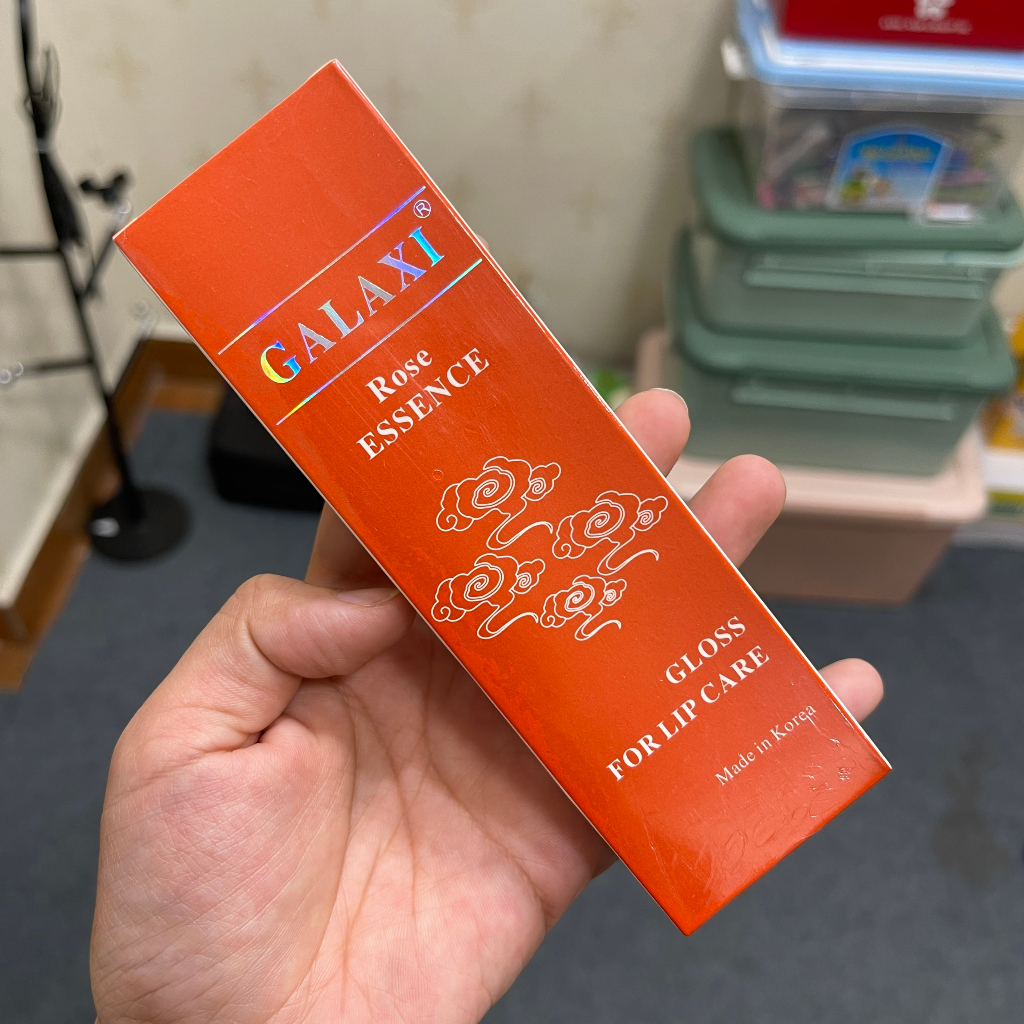 GALAXI®
Rose
ESSENCE
GLOSS
FOR LIP CARE
Made in Korea